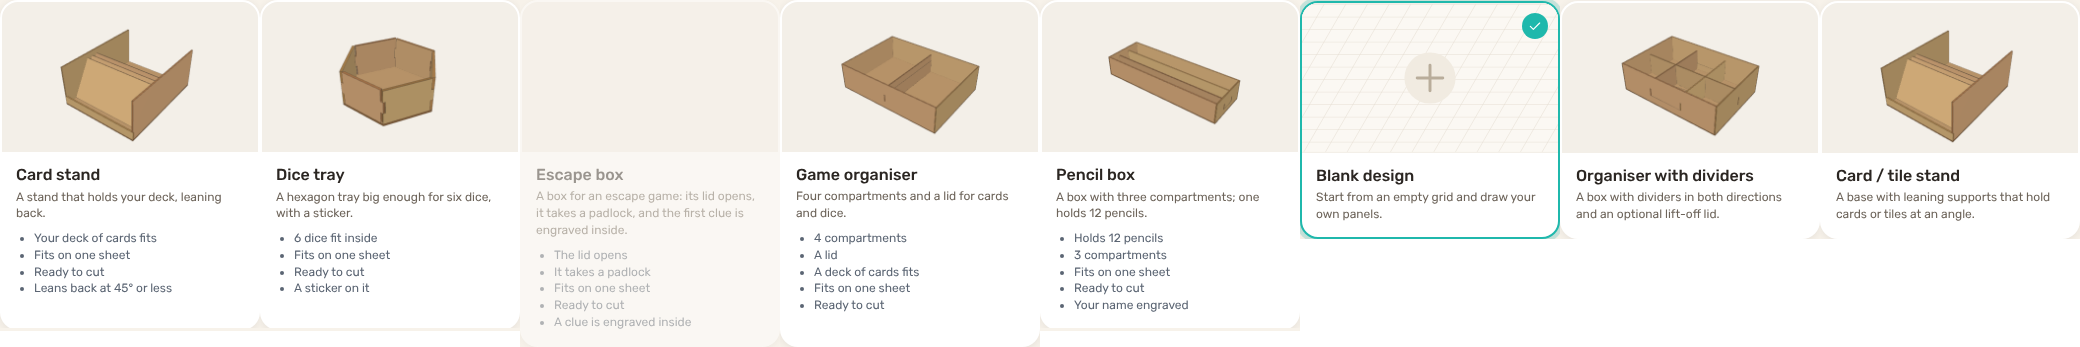 Card stand
A stand that holds your deck, leaning
back.
Your deck of cards fits
Fits on one sheet
Ready to cut
Leans back at 45° or less
Dice tray
A hexagon tray big enough for six dice,
with a sticker.
6 dice fit inside
Fits on one sheet
Ready to cut
A sticker on it
Escape box
A box for an escape game: its lid opens,
it takes a padlock, and the first clue is
engraved inside.
The lid opens
It takes a padlock
Fits on one sheet
Ready to cut
A clue is engraved inside
Game organiser
Four compartments and a lid for cards
and dice.
4 compartments
A lid
A deck of cards fits
Fits on one sheet
Ready to cut
Pencil box
A box with three compartments; one
holds 12 pencils.
Holds 12 pencils
3 compartments
Fits on one sheet
Ready to cut
Your name engraved
Blank design
Start from an empty grid and draw your
own panels.
Organiser with dividers
A box with dividers in both directions
and an optional lift-off lid.
Card / tile stand
A base with leaning supports that hold
cards or tiles at an angle.